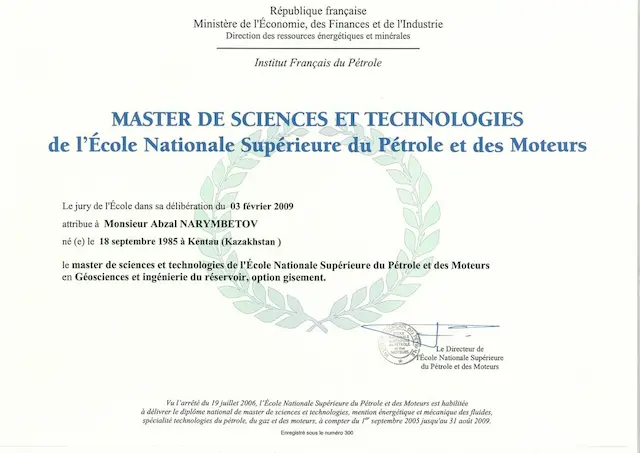 République française
Ministère de l'Économie, des Finances et de l'Industrie
Direction des ressources énergétiques et minérales
Institut Français du Pétrole
MASTER DE SCIENCES ET TECHNOLOGIES
de l'École Nationale Supérieure du Pétrole et des Moteurs
Le jury de l'École dans sa délibération du 03 février 2009
attribue à Monsieur Abzal NARYMBETOV
né (e) le 18 septembre 1985 à Kentau (Kazakhstan )
le master de sciences et technologies de l'École Nationale Supérieure du Pétrole et des Moteurs
en Géosciences et ingénierie du réservoir, option gisement.
Le Directeur de
l'École Nationale Supérieure
du Pétrole et des Moteurs
Vu l'arrêté du 19 juillet 2006, l'École Nationale Supérieure du Pétrole et des Moteurs est habilitée
à délivrer le diplôme national de master de sciences et technologies, mention énergétique et mécanique des fluides,
spécialité technologies du pétrole, du gaz et des moteurs, à compter du 1er septembre 2005 jusqu'au 31 août 2009.
Enregistré sous le numéro 300